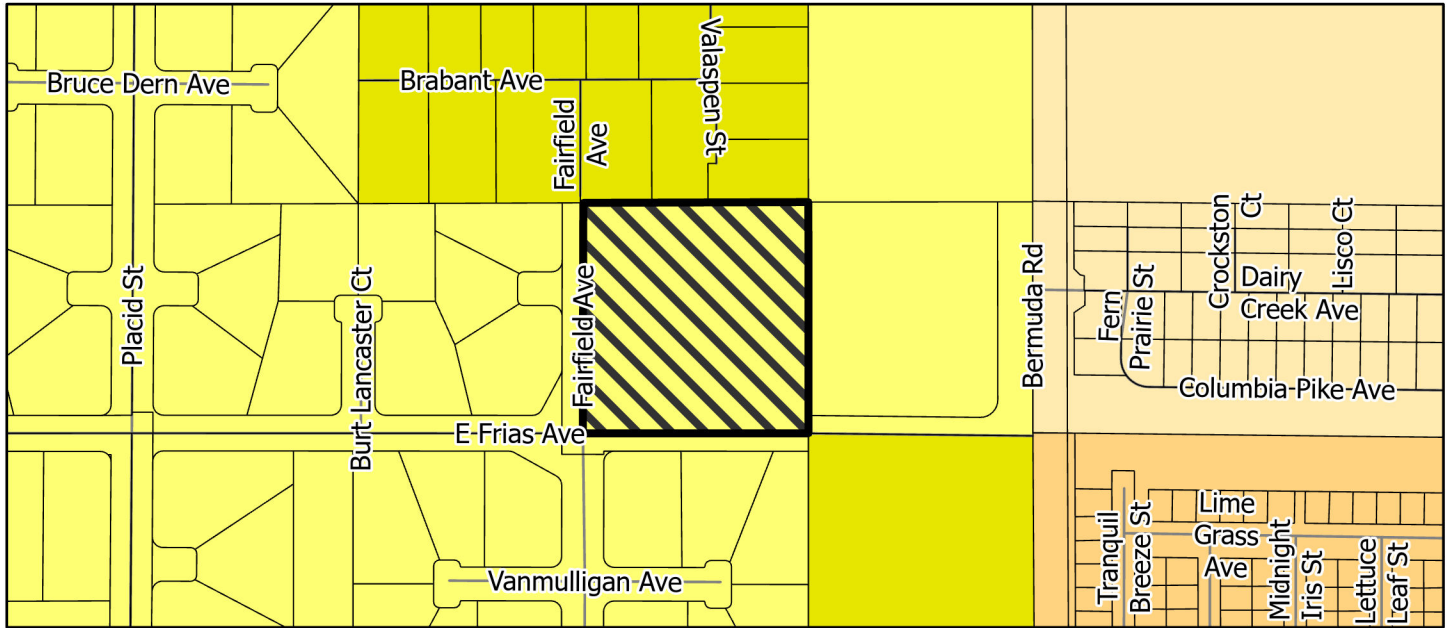 Bruce Dern Ave
Brabant Ave
Valaspen St
Fairfield
Ave
Placid St
Burt Lancaster Ct
Fairfield Ave
E Frias Ave
Bermuda Rd
Crockston
Ct
Lisco Ct
Dairy
Creek Ave
Fern
Prairie St
Columbia Pike Ave
Vanmulligan Ave
Tranquil
Breeze St
Lime
Grass
Ave
Midnight
Iris St
Lettuce
Leaf St